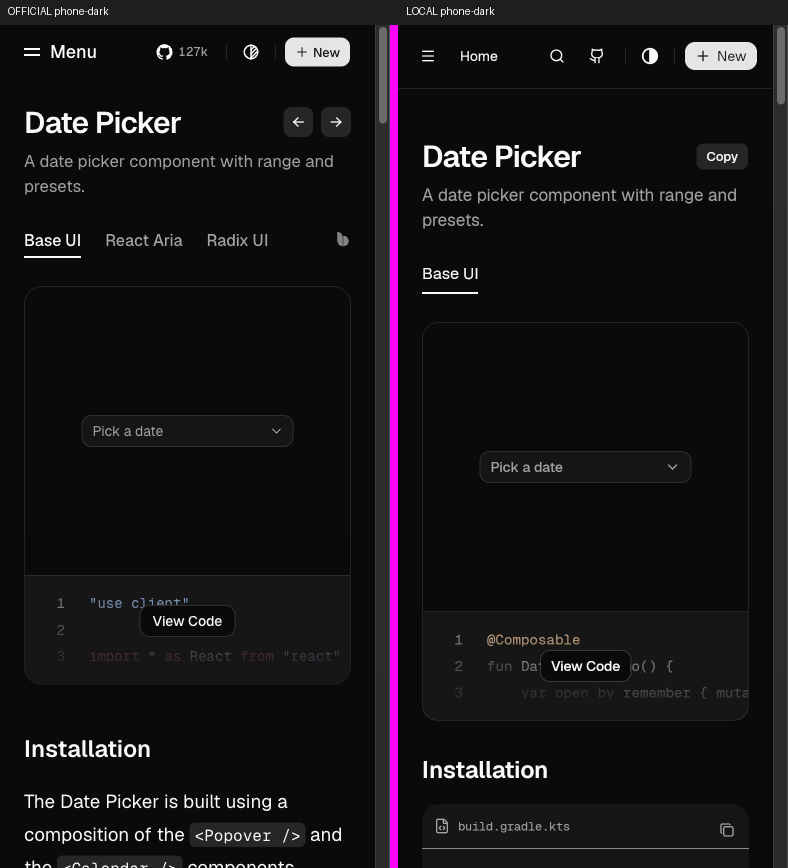 OFFICIAL phone-dark
Menu
127k
New
Date Picker
A date picker component with range and
presets.
Base UI
React Aria
Radix UI
Pick a date
1 "use client"
2
3 import * as React from "react"
View Code
Installation
The Date Picker is built using a
composition of the <Popover /> and
the <Calendar /> components.
LOCAL phone-dark
Home
New
Date Picker
Copy
A date picker component with range and
presets.
Base UI
Pick a date
1 @Composable
2 fun Dat o() {
3 var open by remember { muta
View Code
Installation
build.gradle.kts